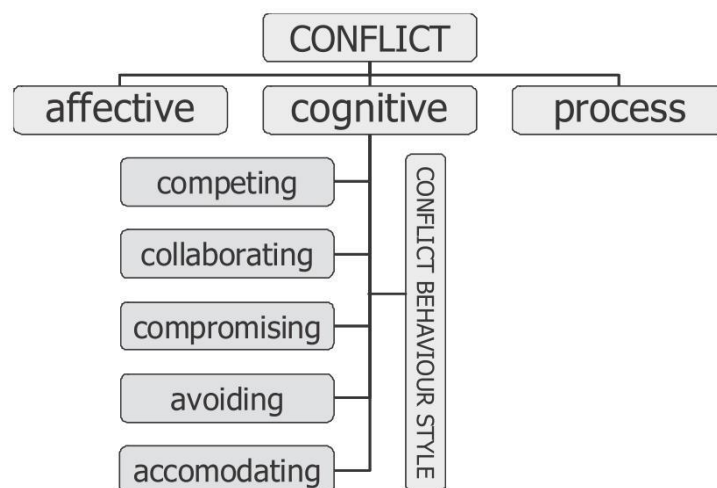 CONFLICT
affective
cognitive
process
competing
collaborating
compromising
avoiding
accomodating
CONFLICT BEHAVIOUR STYLE